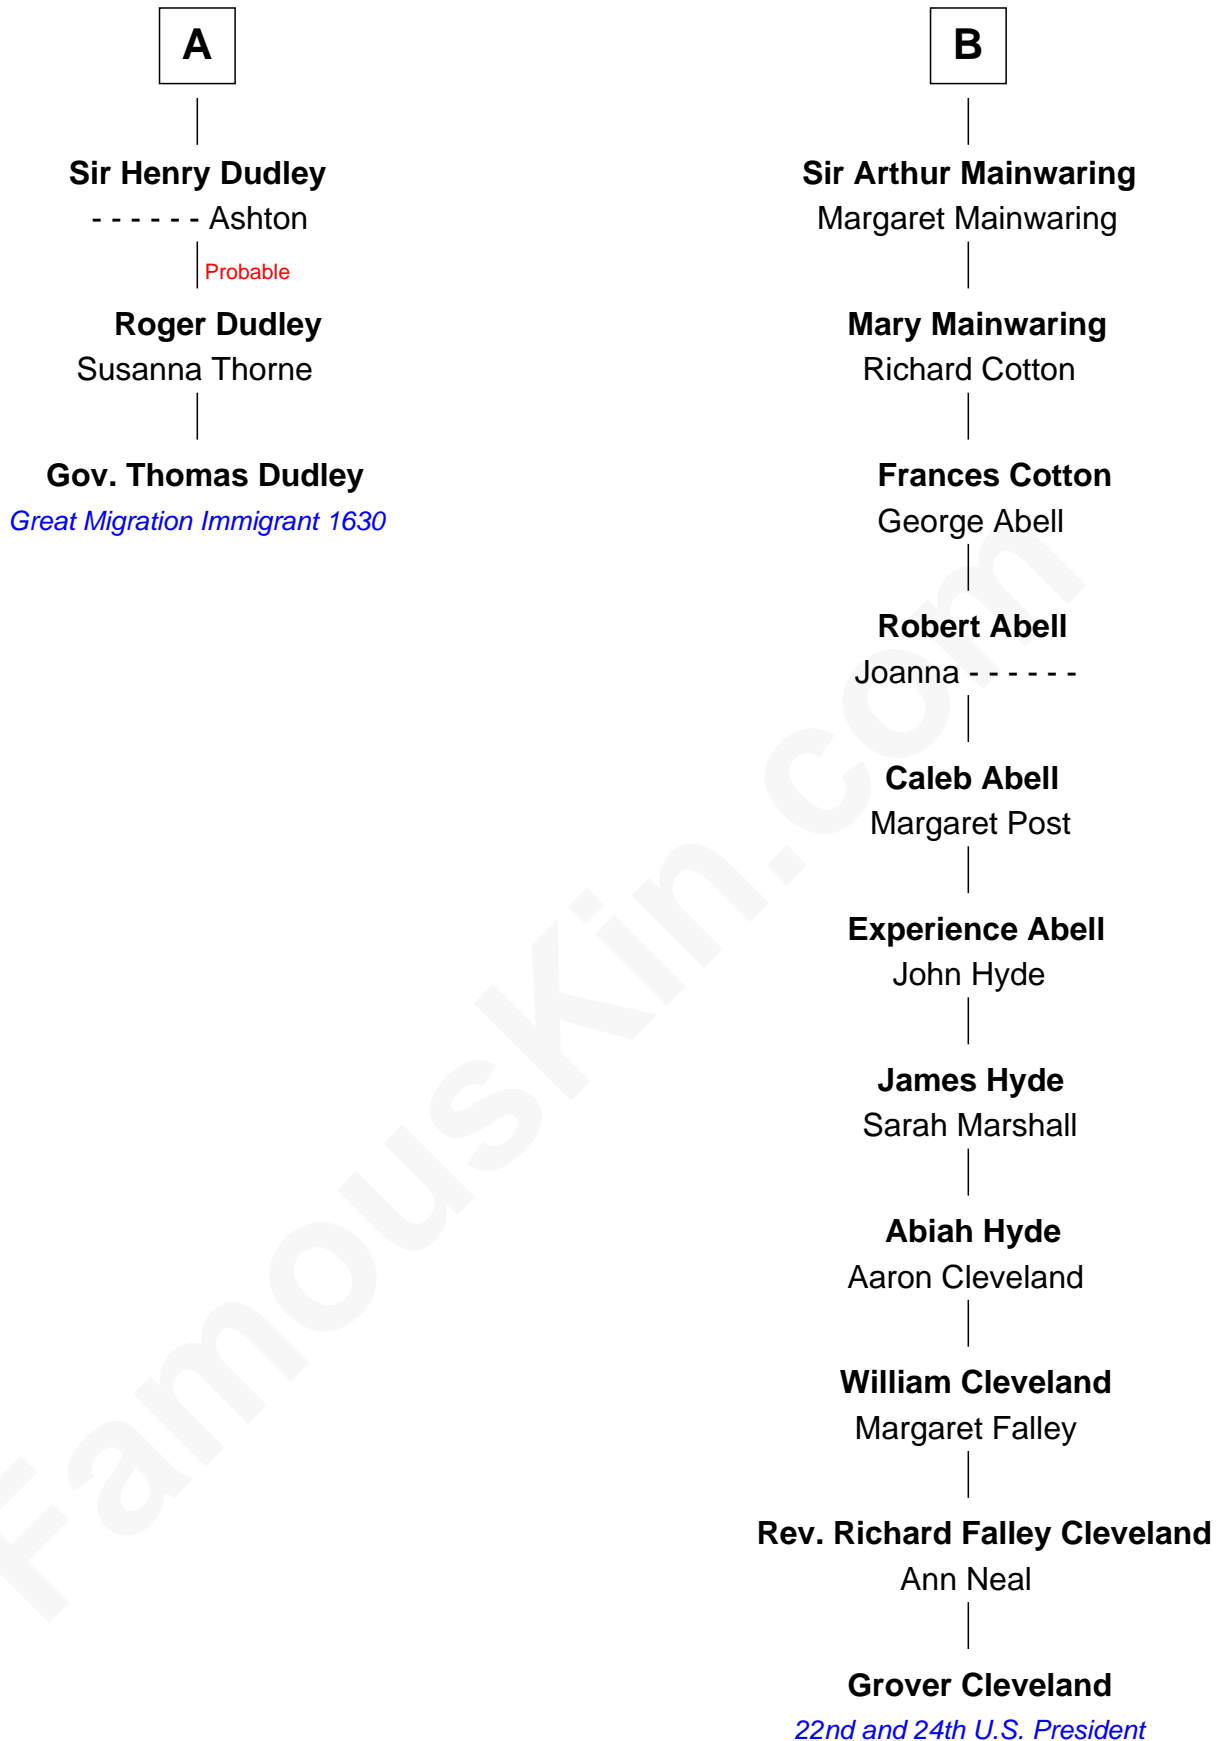 A
Sir Henry Dudley
- - - - - - Ashton
Probable
Roger Dudley
Susanna Thorne
Gov. Thomas Dudley
Great Migration Immigrant 1630
B
Sir Arthur Mainwaring
Margaret Mainwaring
Mary Mainwaring
Richard Cotton
Frances Cotton
George Abell
Robert Abell
Joanna - - - - - -
Caleb Abell
Margaret Post
Experience Abell
John Hyde
James Hyde
Sarah Marshall
Abiah Hyde
Aaron Cleveland
William Cleveland
Margaret Falley
Rev. Richard Falley Cleveland
Ann Neal
Grover Cleveland
22nd and 24th U.S. President
FamousKin.com